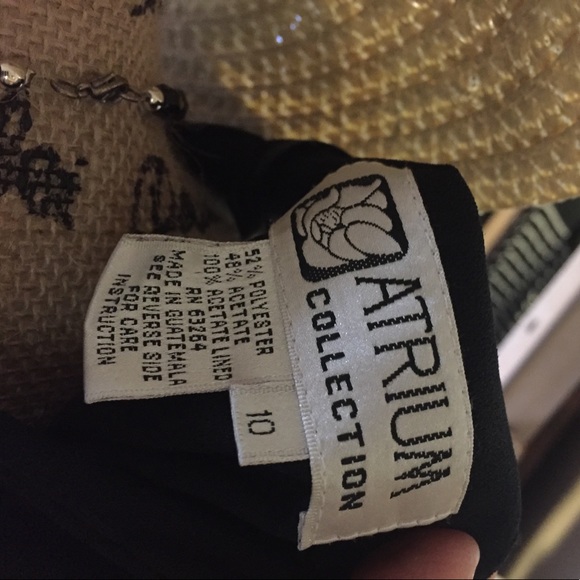 ATRIUM
COLLECTION
10
52% POLYESTER
48% ACETATE
100% ACETATE LINED
RN 63264
MADE IN GUATEMALA
SEE REVERSE SIDE
FOR CARE
INSTRUCTION